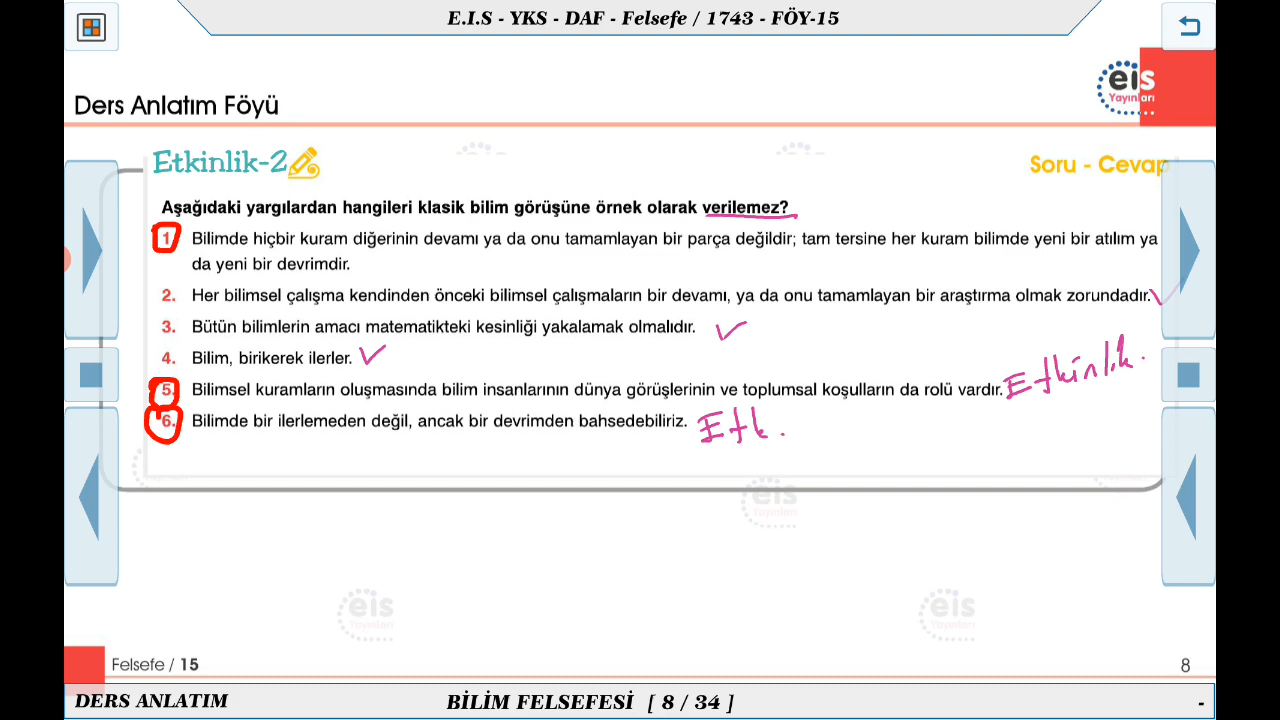 E.I.S - YKS - DAF - Felsefe / 1743 - FÖY-15
eis
Yayınları
Ders Anlatım Föyü
Etkinlik-2
Soru - Cevap
Aşağıdaki yargılardan hangileri klasik bilim görüşüne örnek olarak verilemez?
1 Bilimde hiçbir kuram diğerinin devamı ya da onu tamamlayan bir parça değildir; tam tersine her kuram bilimde yeni bir atılım ya
da yeni bir devrimdir.
2. Her bilimsel çalışma kendinden önceki bilimsel çalışmaların bir devamı, ya da onu tamamlayan bir araştırma olmak zorundadır.
3. Bütün bilimlerin amacı matematikteki kesinliği yakalamak olmalıdır.
4. Bilim, birikerek ilerler.
5. Bilimsel kuramların oluşmasında bilim insanlarının dünya görüşlerinin ve toplumsal koşulların da rolü vardır. Etkinlik.
6. Bilimde bir ilerlemeden değil, ancak bir devrimden bahsedebiliriz. Etk.
eis
Yayınları
eis
Yayınları
eis
Yayınları
Felsefe / 15
8
DERS ANLATIM
BİLİM FELSEFESİ [ 8 / 34 ]
-